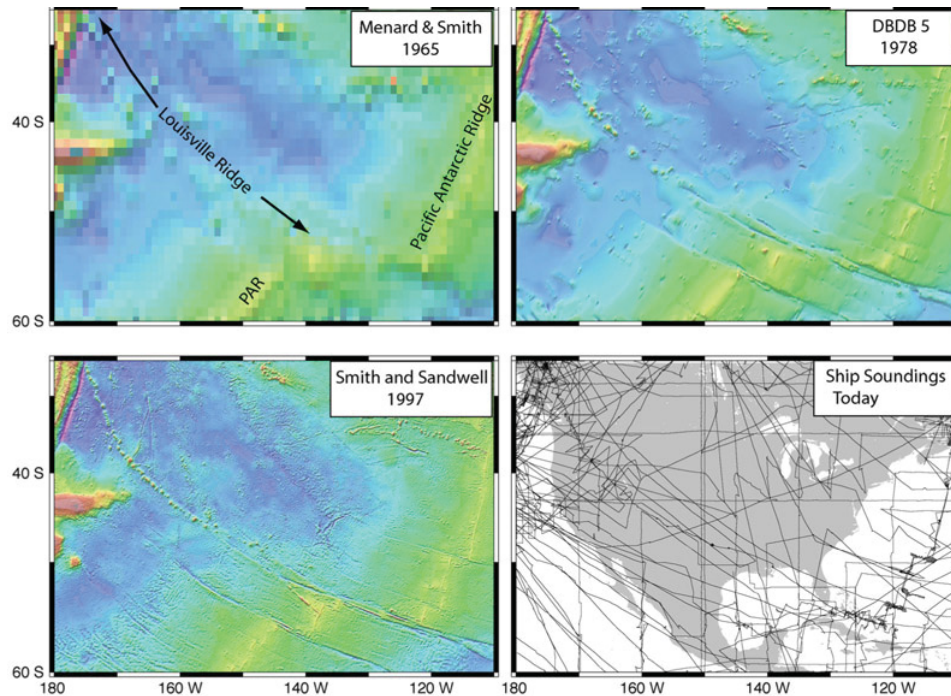 Menard & Smith
1965
DBDB 5
1978
40 S
Louisville Ridge
Pacific Antarctic Ridge
PAR
60 S
Smith and Sandwell
1997
Ship Soundings
Today
40 S
60 S
180
160 W
140 W
120 W
180
160 W
140 W
120 W